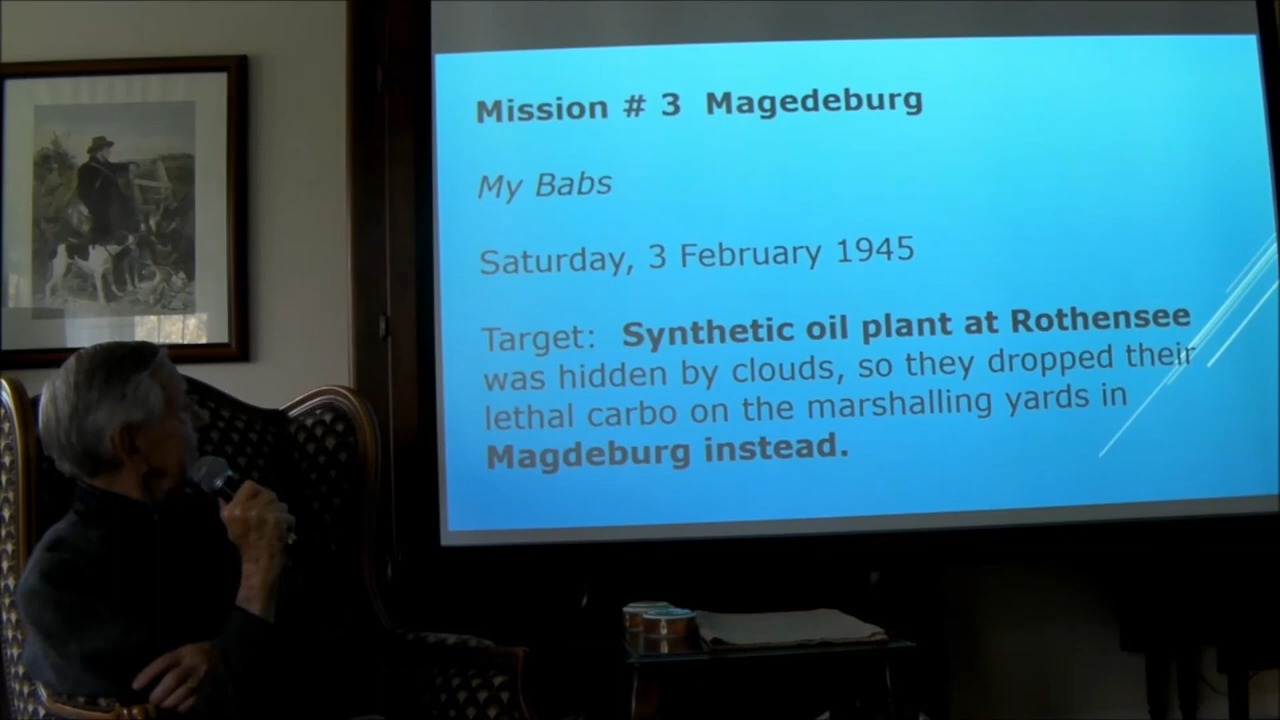 Mission # 3 Magedeburg
My Babs
Saturday, 3 February 1945
Target: Synthetic oil plant at Rothensee
was hidden by clouds, so they dropped their
lethal carbo on the marshalling yards in
Magdeburg instead.